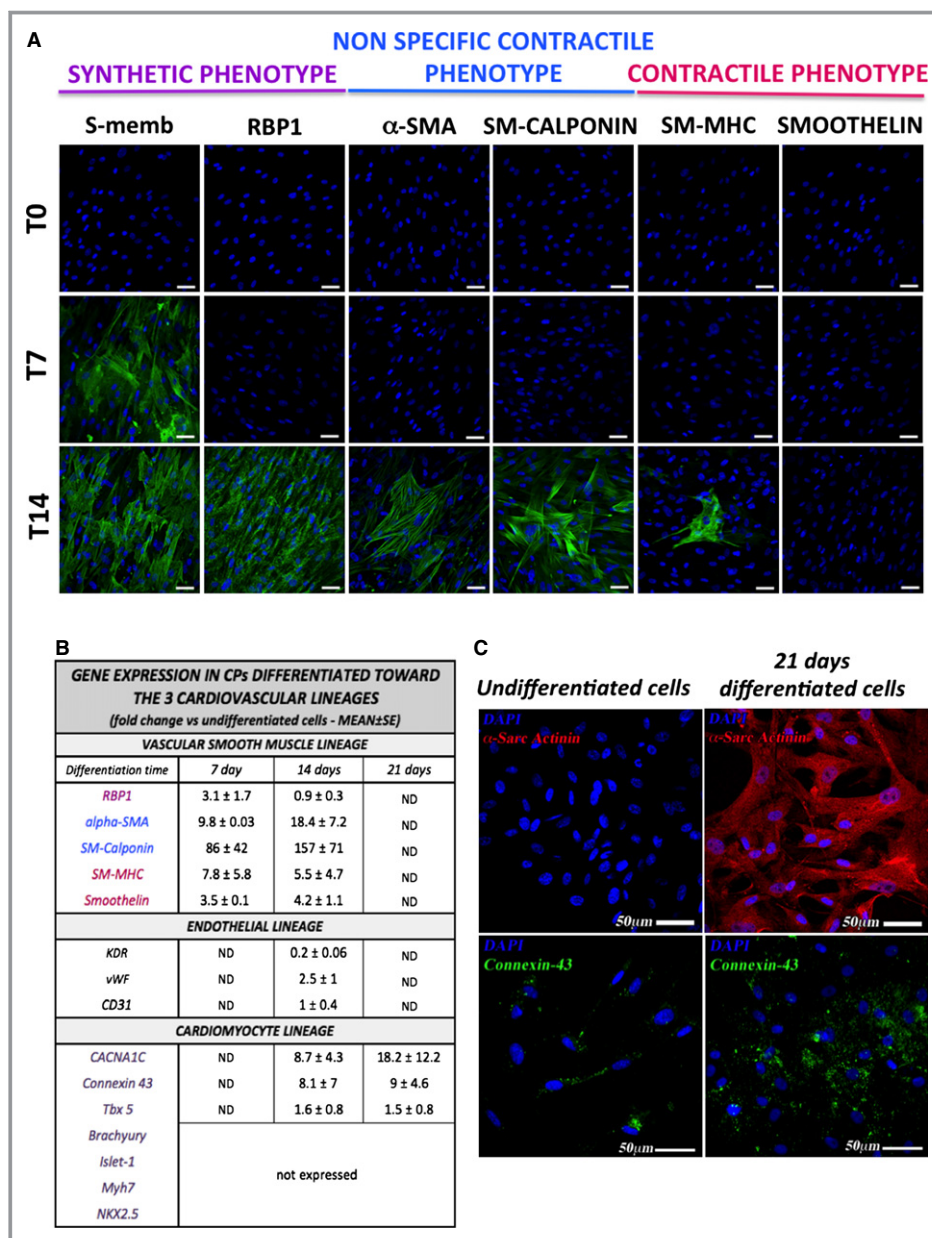 A
NON SPECIFIC CONTRACTILE
SYNTHETIC PHENOTYPE PHENOTYPE CONTRACTILE PHENOTYPE
S-memb RBP1 α-SMA SM-CALPONIN SM-MHC SMOOTHELIN
T0
T7
T14
B
GENE EXPRESSION IN CPs DIFFERENTIATED TOWARD
THE 3 CARDIOVASCULAR LINEAGES
(fold change vs undifferentiated cells - MEAN±SE)
VASCULAR SMOOTH MUSCLE LINEAGE
Differentiation time 7 day 14 days 21 days
RBP1 3.1 ± 1.7 0.9 ± 0.3 ND
alpha-SMA 9.8 ± 0.03 18.4 ± 7.2 ND
SM-Calponin 86 ± 42 157 ± 71 ND
SM-MHC 7.8 ± 5.8 5.5 ± 4.7 ND
Smoothelin 3.5 ± 0.1 4.2 ± 1.1 ND
ENDOTHELIAL LINEAGE
KDR ND 0.2 ± 0.06 ND
vWF ND 2.5 ± 1 ND
CD31 ND 1 ± 0.4 ND
CARDIOMYOCYTE LINEAGE
CACNA1C ND 8.7 ± 4.3 18.2 ± 12.2
Connexin 43 ND 8.1 ± 7 9 ± 4.6
Tbx 5 ND 1.6 ± 0.8 1.5 ± 0.8
Brachyury
Islet-1
not expressed
Myh7
NKX2.5
C
Undifferentiated cells
21 days
differentiated cells
DAPI
α-Sarc Actinin
50µm
DAPI
α-Sarc Actinin
50µm
DAPI
Connexin-43
50µm
DAPI
Connexin-43
50µm